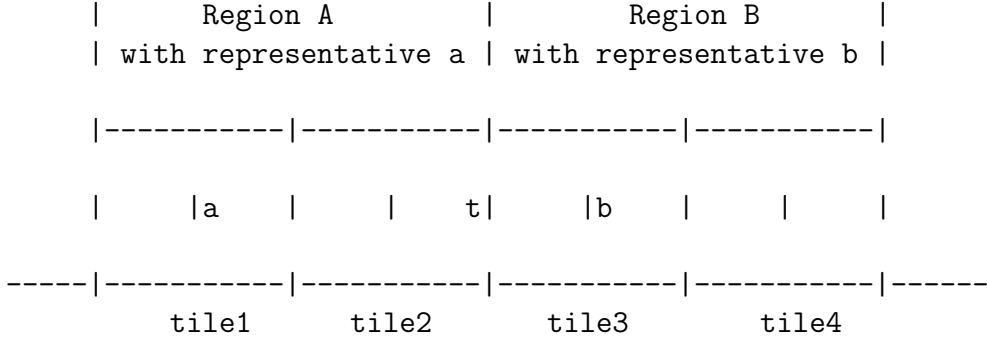 | Region A | Region B |
| with representative a | with representative b |
|-----------|-----------|-----------|-----------|
| |a | | t| |b | | |
-----|-----------|-----------|-----------|-----------|------
tile1 tile2 tile3 tile4